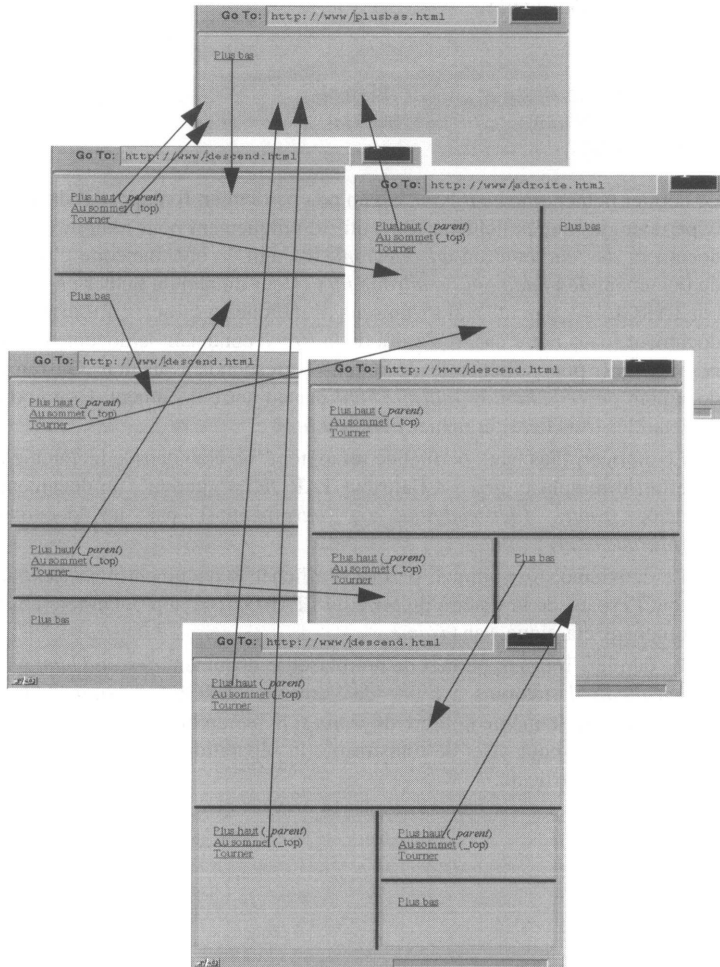 Go To: http://www/plusbas.html
Plus bas
Go To: http://www/descend.html
Plus haut (_parent)
Au sommet (_top)
Tourner
Plus bas
Go To: http://www/adroite.html
Plus haut (_parent)
Au sommet (_top)
Tourner
Plus bas
Go To: http://www/descend.html
Plus haut (_parent)
Au sommet (_top)
Tourner
Plus haut (_parent)
Au sommet (_top)
Tourner
Plus bas
Go To: http://www/descend.html
Plus haut (_parent)
Au sommet (_top)
Tourner
Plus haut (_parent)
Au sommet (_top)
Tourner
Plus bas
Go To: http://www/descend.html
Plus haut (_parent)
Au sommet (_top)
Tourner
Plus haut (_parent)
Au sommet (_top)
Tourner
Plus haut (_parent)
Au sommet (_top)
Tourner
Plus bas